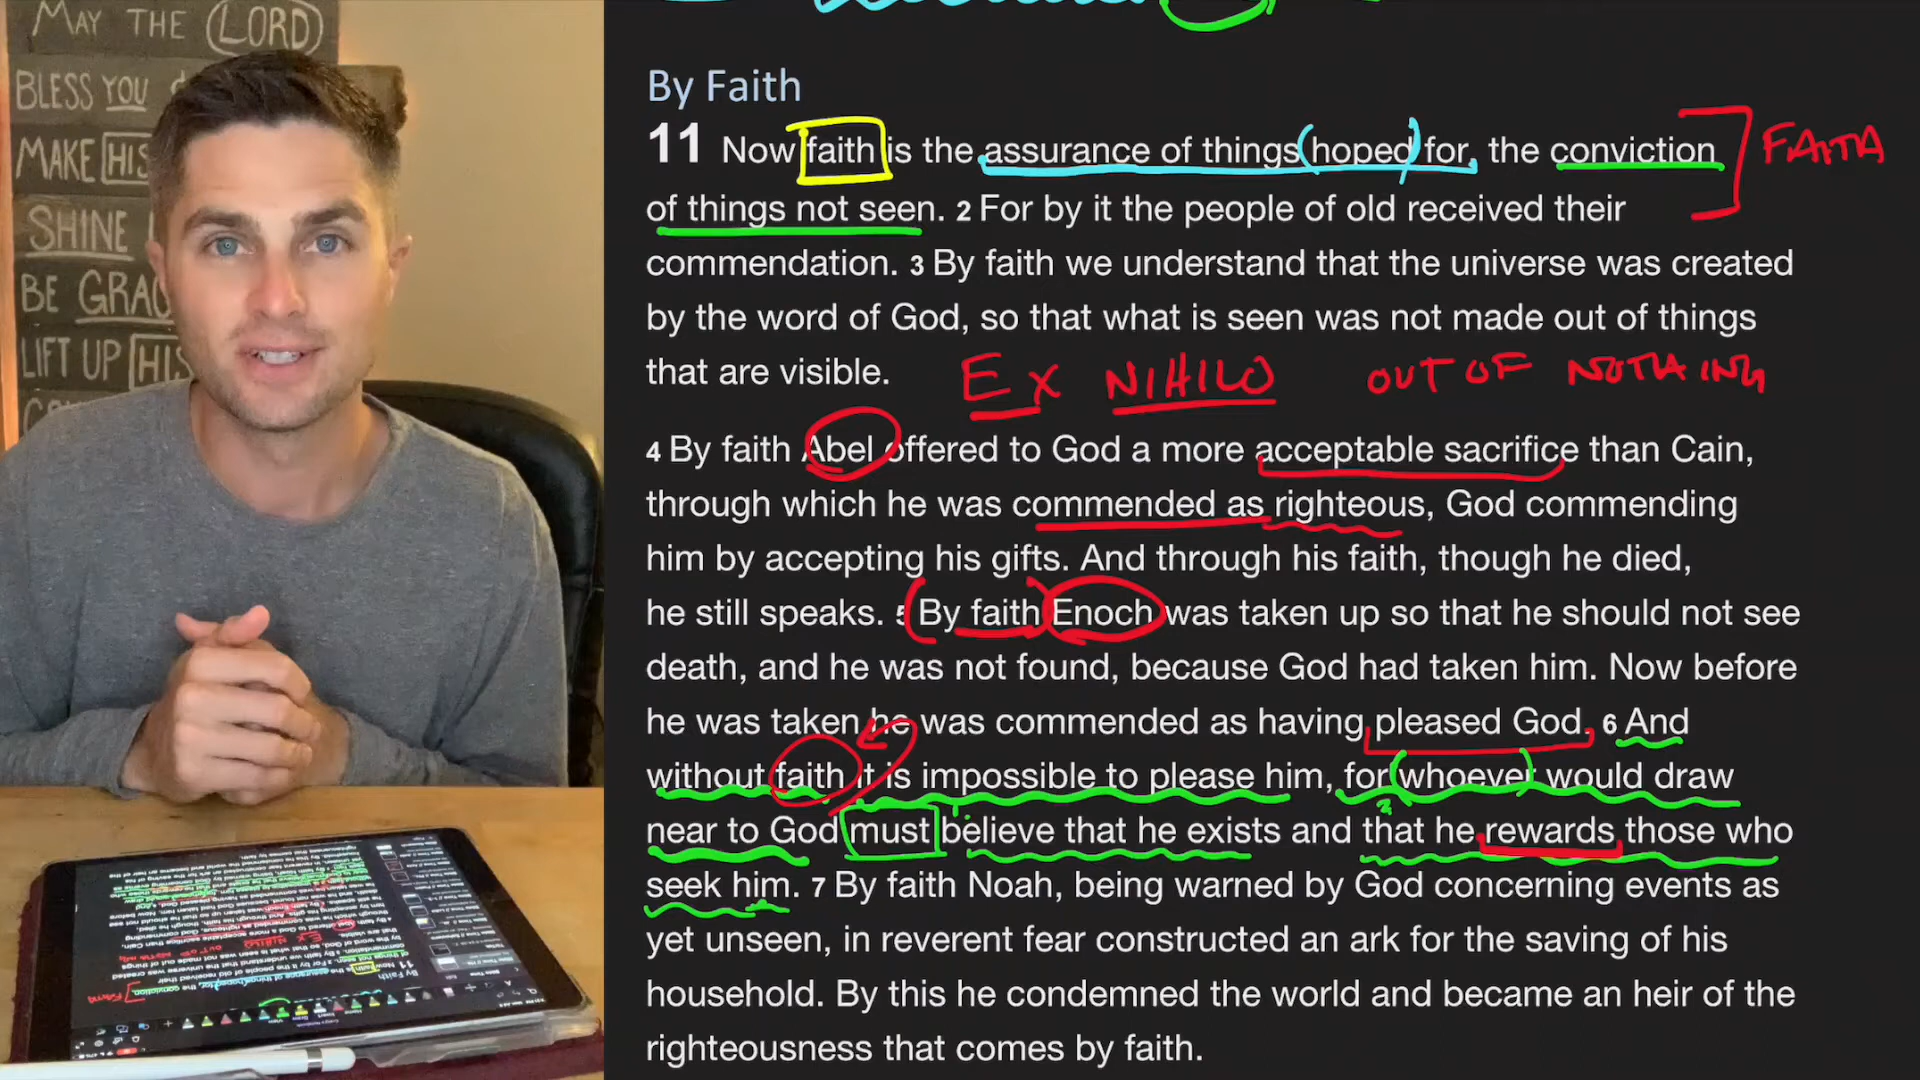 MAY THE LORD
BLESS YOU
MAKE HIS
SHINE
BE GRAC
LIFT UP HIS
By Faith
11 Now faith is the assurance of things hoped for, the conviction
FAITH
of things not seen. 2 For by it the people of old received their
commendation. 3 By faith we understand that the universe was created
by the word of God, so that what is seen was not made out of things
that are visible.
EX NIHILO OUT OF NOTHING
4 By faith Abel offered to God a more acceptable sacrifice than Cain,
through which he was commended as righteous, God commending
him by accepting his gifts. And through his faith, though he died,
he still speaks. 5 By faith Enoch was taken up so that he should not see
death, and he was not found, because God had taken him. Now before
he was taken he was commended as having pleased God. 6 And
without faith it is impossible to please him, for whoever would draw
near to God must believe that he exists and that he rewards those who
seek him. 7 By faith Noah, being warned by God concerning events as
yet unseen, in reverent fear constructed an ark for the saving of his
household. By this he condemned the world and became an heir of the
righteousness that comes by faith.